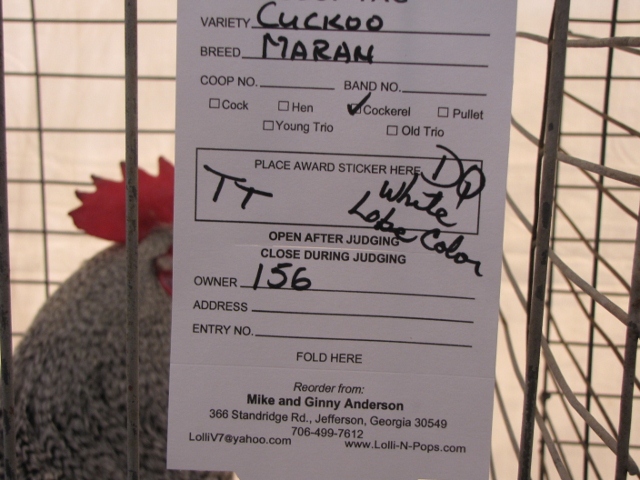 VARIETY CUCKOO
BREED MARAN
COOP NO. BAND NO.
Cock Hen ✓ Cockerel Pullet
Young Trio Old Trio
PLACE AWARD STICKER HERE DQ
TT White
Lobe Color
OPEN AFTER JUDGING
CLOSE DURING JUDGING
OWNER 156
ADDRESS
ENTRY NO.
FOLD HERE
Reorder from:
Mike and Ginny Anderson
366 Standridge Rd., Jefferson, Georgia 30549
706-499-7612
LolliV7@yahoo.com www.Lolli-N-Pops.com